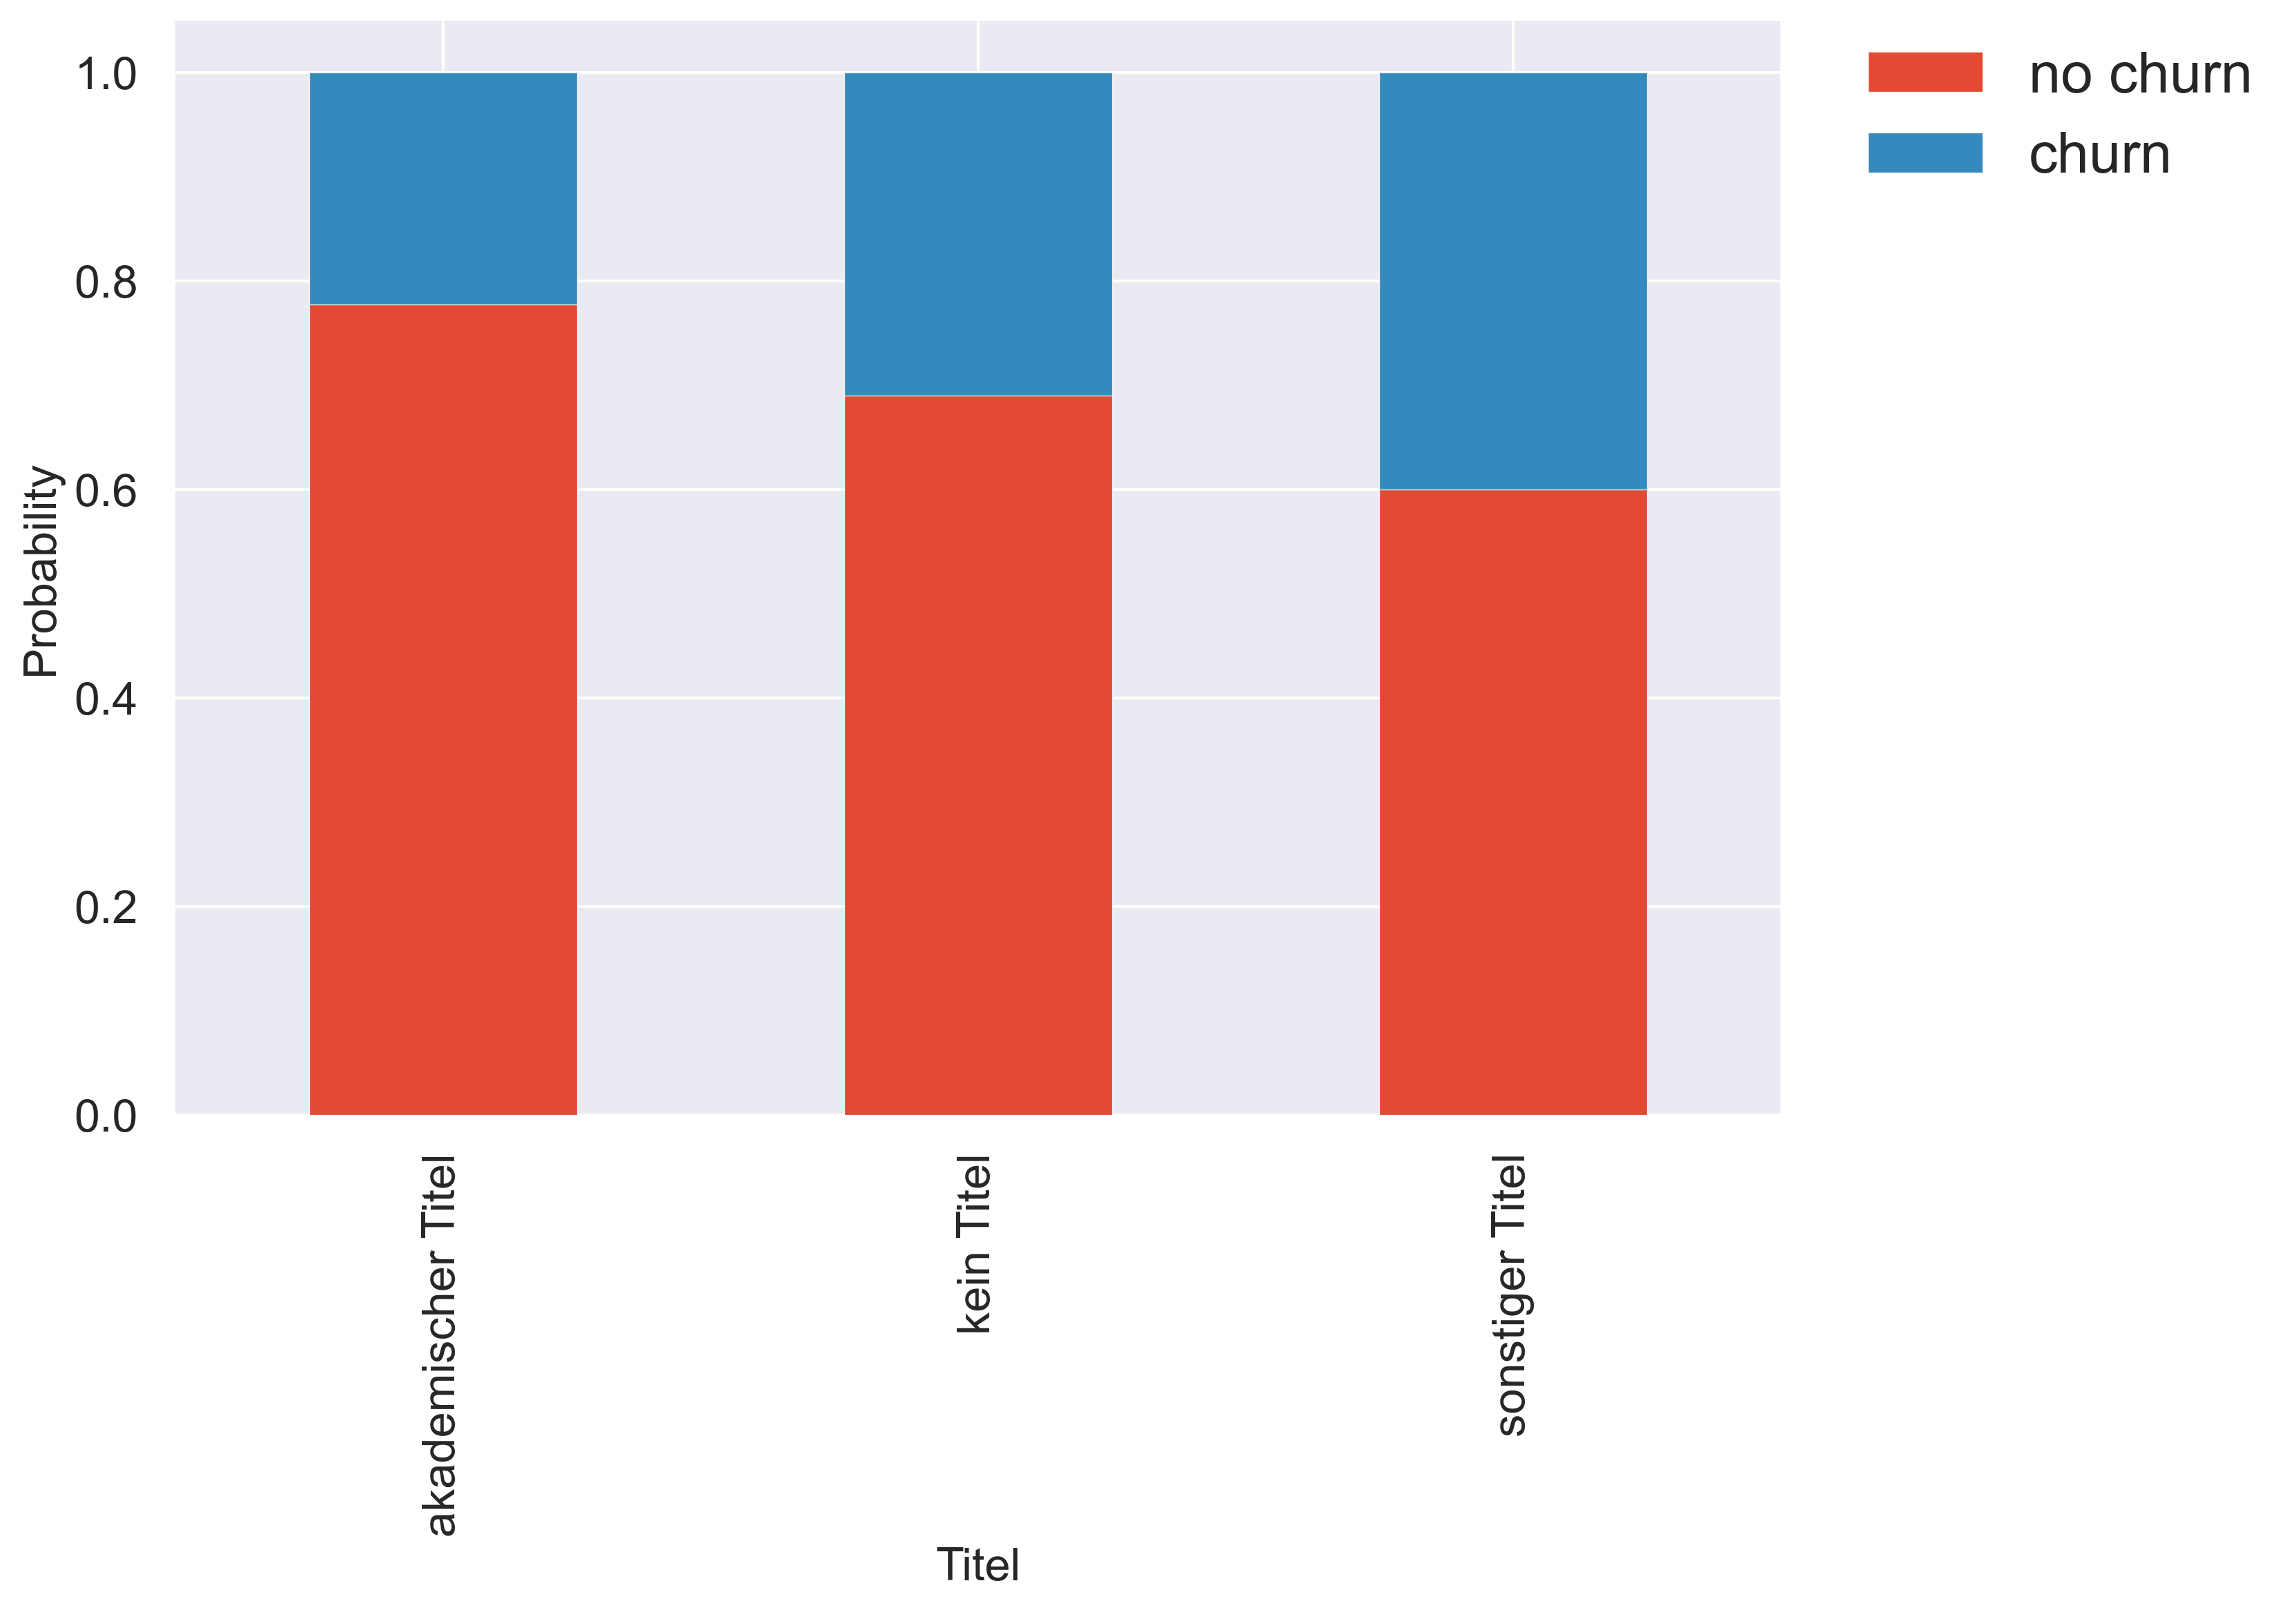 no churn
churn
1.0
0.8
0.6
0.4
0.2
0.0
Probability
akademischer Titel
kein Titel
sonstiger Titel
Titel